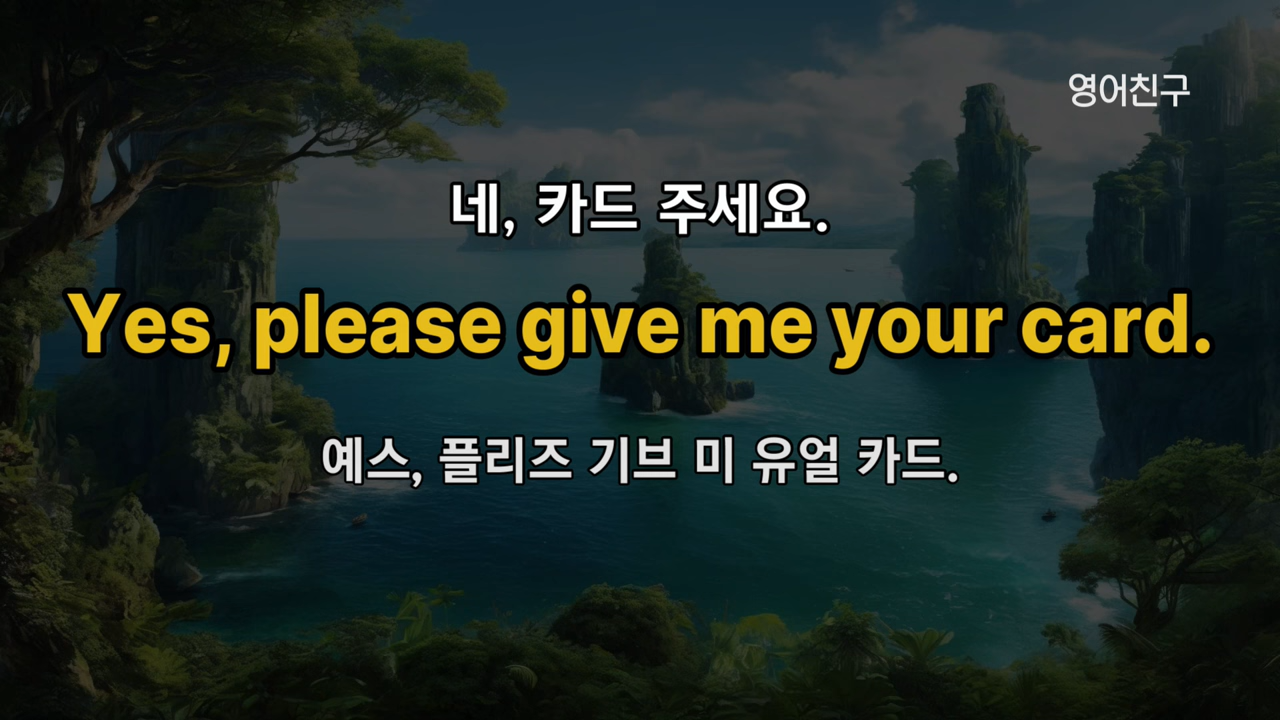 영어친구
네, 카드 주세요.
Yes, please give me your card.
예스, 플리즈 기브 미 유얼 카드.